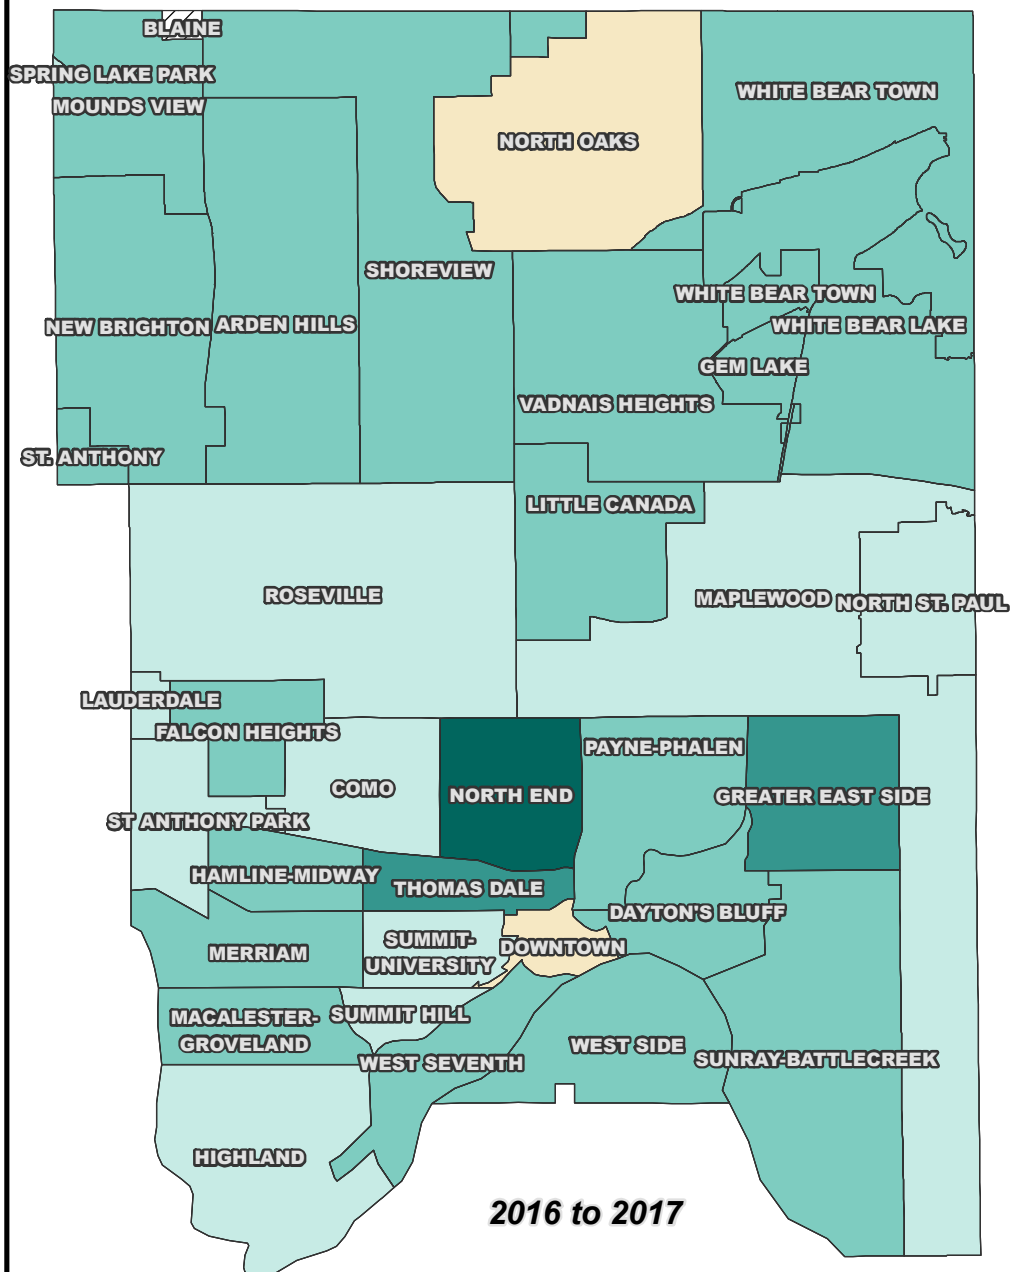 BLAINE
SPRING LAKE PARK
MOUNDS VIEW
WHITE BEAR TOWN
NORTH OAKS
SHOREVIEW
WHITE BEAR TOWN
NEW BRIGHTON
ARDEN HILLS
WHITE BEAR LAKE
GEM LAKE
VADNAIS HEIGHTS
ST. ANTHONY
LITTLE CANADA
ROSEVILLE
MAPLEWOOD
NORTH ST. PAUL
LAUDERDALE
FALCON HEIGHTS
PAYNE-PHALEN
COMO
NORTH END
GREATER EAST SIDE
ST ANTHONY PARK
HAMLINE-MIDWAY
THOMAS DALE
DAYTON'S BLUFF
SUMMIT-
UNIVERSITY
DOWNTOWN
MERRIAM
MACALESTER-
GROVELAND
SUMMIT HILL
WEST SIDE
WEST SEVENTH
SUNRAY-BATTLECREEK
HIGHLAND
2016 to 2017